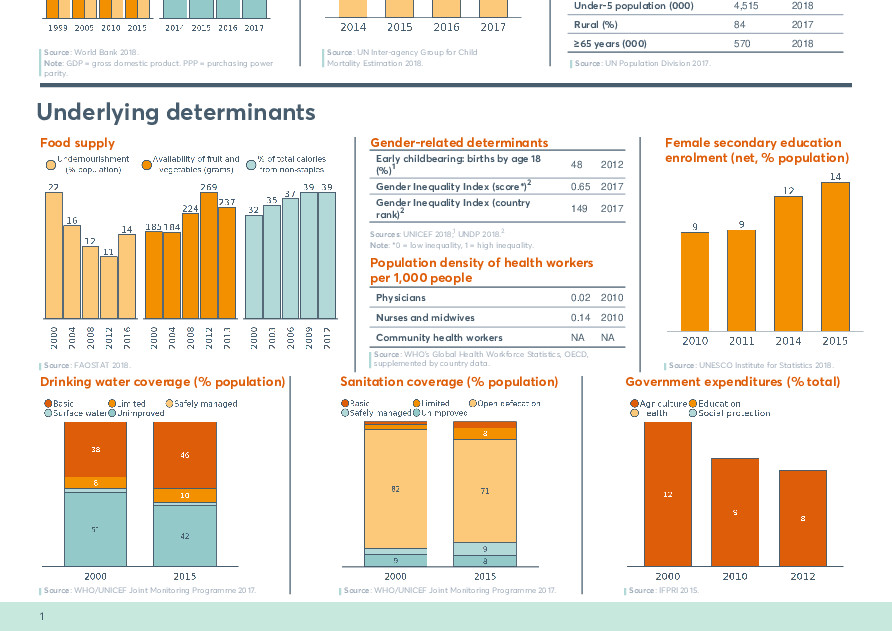 1999 2005 2010 2015
2014 2015 2016 2017
Source: World Bank 2018.
Note: GDP = gross domestic product. PPP = purchasing power
parity.
2014 2015 2016 2017
Source: UN Inter-agency Group for Child
Mortality Estimation 2018.
Under-5 population (000) 4,515 2018
Rural (%) 84 2017
≥65 years (000) 570 2018
Source: UN Population Division 2017.
Underlying determinants
Food supply
Undernourishment
(% population)
Availability of fruit and
vegetables (grams)
% of total calories
from non-staples
22 16 12 11 14
185 184 224 269 237
32 35 37 39 39
2000 2004 2008 2012 2016
2000 2004 2008 2012
2000 2001 2006 2009 2012
Source: FAOSTAT 2018.
Gender-related determinants
Early childbearing: births by age 18
(%)1 48 2012
Gender Inequality Index (score*)2 0.65 2017
Gender Inequality Index (country
rank)2 149 2017
Sources: UNICEF 2018,1 UNDP 2018.2
Note: *0 = low inequality, 1 = high inequality.
Population density of health workers
per 1,000 people
Physicians 0.02 2010
Nurses and midwives 0.14 2010
Community health workers NA NA
Source: WHO's Global Health Workforce Statistics, OECD,
supplemented by country data.
Female secondary education
enrolment (net, % population)
9 9 12 14
2010 2011 2014 2015
Source: UNESCO Institute for Statistics 2018.
Drinking water coverage (% population)
Basic Limited Safely managed
Surface water Unimproved
38 8 51
46 10 42
2000 2015
Source: WHO/UNICEF Joint Monitoring Programme 2017.
Sanitation coverage (% population)
Basic Limited Open defecation
Safely managed Unimproved
82 9
8 71 9 8
2000 2015
Source: WHO/UNICEF Joint Monitoring Programme 2017.
Government expenditures (% total)
Agriculture Education
Health Social protection
12 9 8
2000 2010 2012
Source: IFPRI 2015.
1